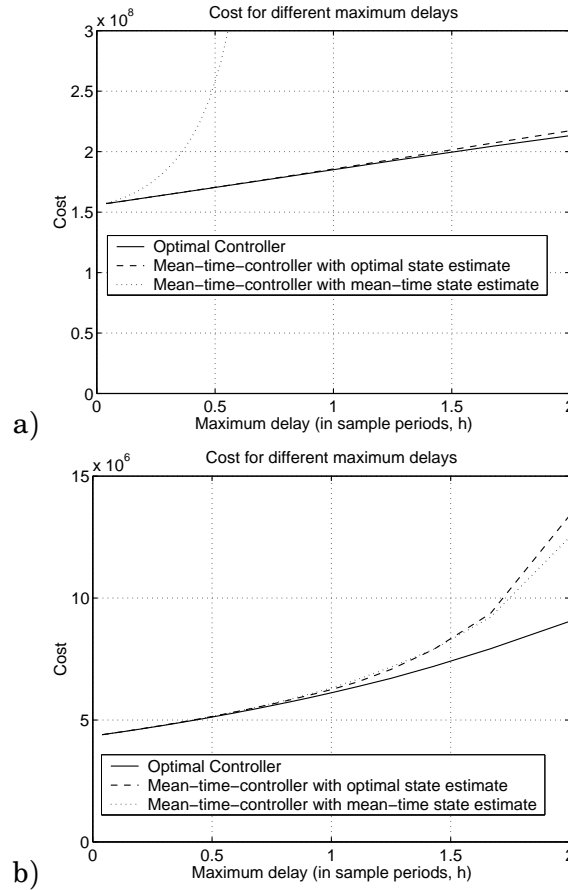 Cost for different maximum delays
x 10^8
3
2.5
2
1.5
1
0.5
0
Cost
Optimal Controller
Mean−time−controller with optimal state estimate
Mean−time−controller with mean−time state estimate
0 0.5 1 1.5 2
Maximum delay (in sample periods, h)
a)
Cost for different maximum delays
x 10^6
15
10
5
0
Cost
Optimal Controller
Mean−time−controller with optimal state estimate
Mean−time−controller with mean−time state estimate
0 0.5 1 1.5 2
Maximum delay (in sample periods, h)
b)